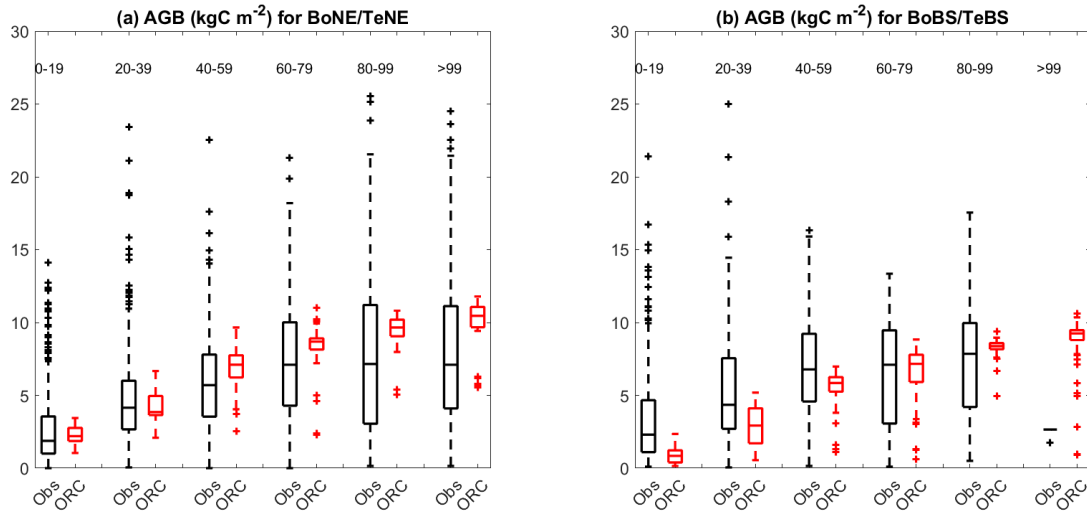 (a) AGB (kgC m⁻²) for BoNE/TeNE
30
25
20
15
10
5
0
0-19 20-39 40-59 60-79 80-99 >99
Obs ORC Obs ORC Obs ORC Obs ORC Obs ORC Obs ORC
(b) AGB (kgC m⁻²) for BoBS/TeBS
30
25
20
15
10
5
0
0-19 20-39 40-59 60-79 80-99 >99
Obs ORC Obs ORC Obs ORC Obs ORC Obs ORC Obs ORC